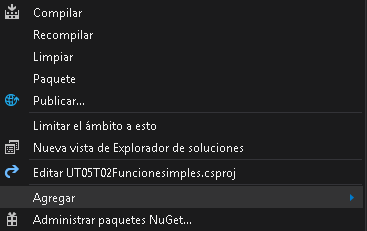 Compilar
Recompilar
Limpiar
Paquete
Publicar...
Limitar el ámbito a esto
Nueva vista de Explorador de soluciones
Editar UT05T02Funcionesimples.csproj
Agregar
Administrar paquetes NuGet...